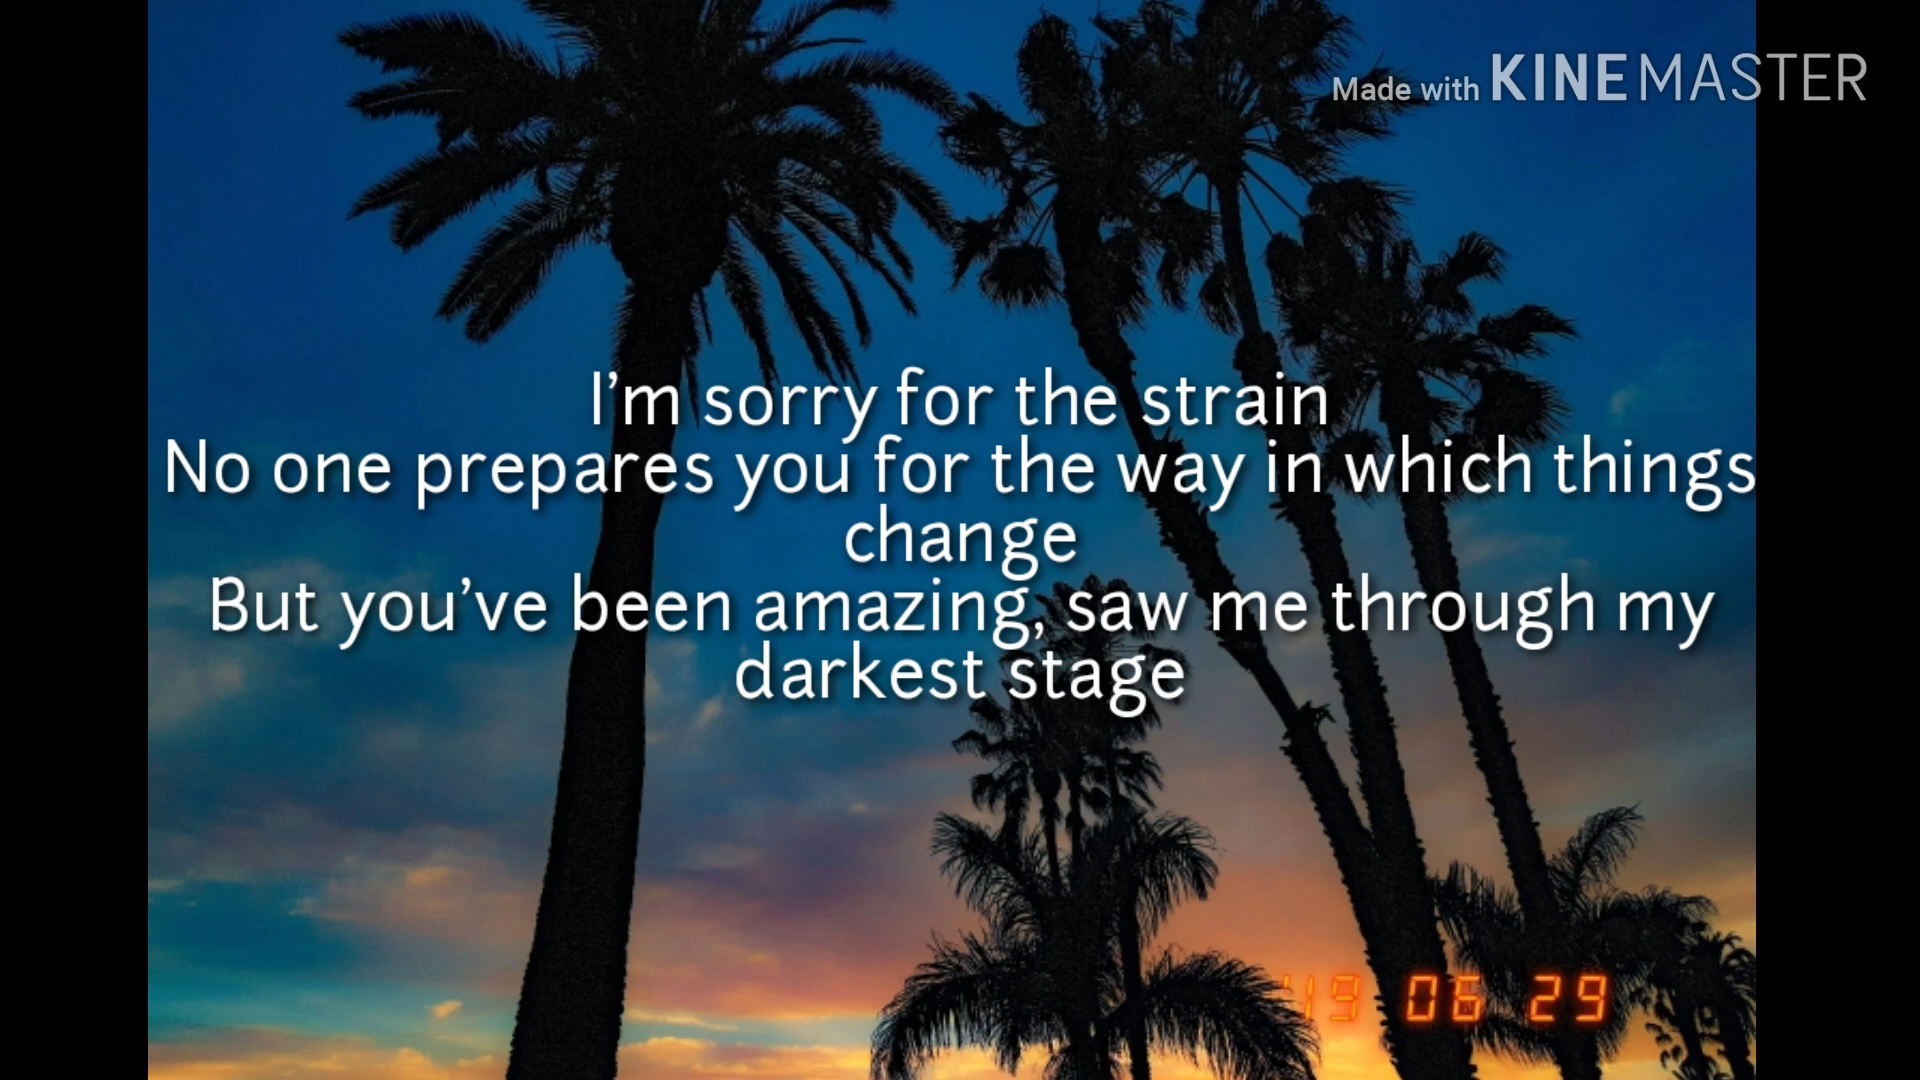 Made with KINEMASTER
I'm sorry for the strain
No one prepares you for the way in which things
change
But you've been amazing, saw me through my
darkest stage
'19 06 29